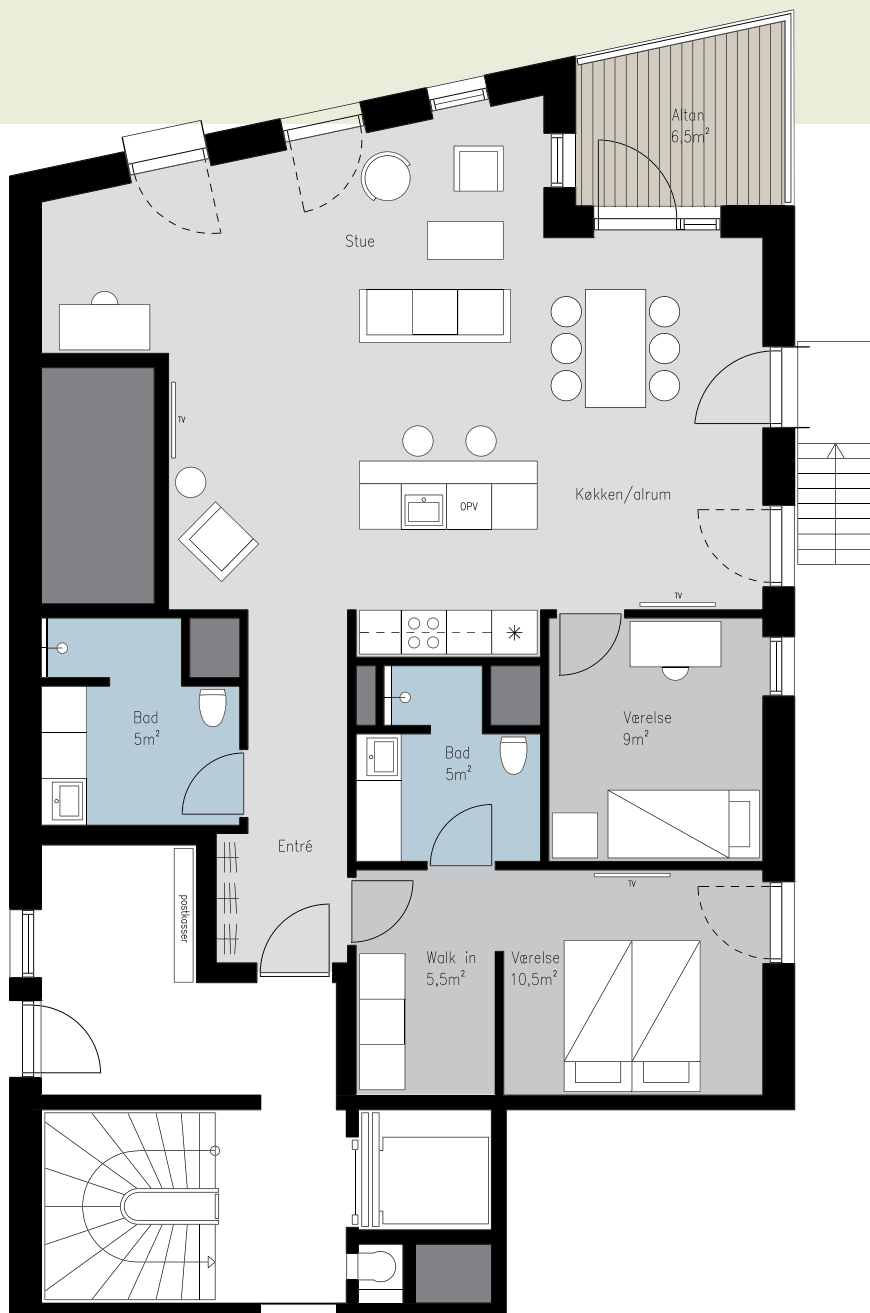 Altan
6,5m²
Stue
TV
OPV
Køkken/alrum
TV
Bad
5m²
Bad
5m²
Værelse
9m²
Entré
postkasser
TV
Walk in
5,5m²
Værelse
10,5m²